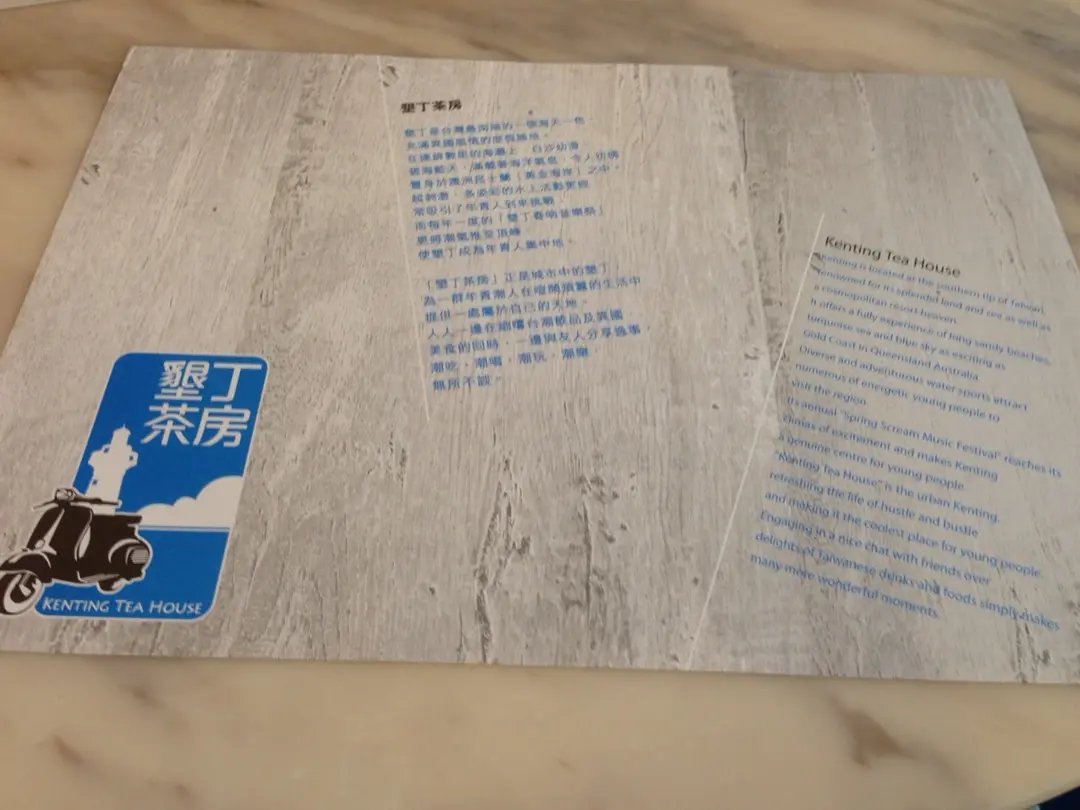 墾丁茶房
KENTING TEA HOUSE
墾丁茶房
墾丁是台灣最南端的一個海天一色，
充滿異國風情的度假勝地。
在連綿數里的海灘上，白沙幼滑
碧海藍天，滿載著海洋氣息，令人彷彿
置身於澳洲昆士蘭「黃金海岸」之中。
超刺激、多姿彩的水上活動更經
常吸引了年青人到來挑戰
而每年一度的「墾丁春吶音樂祭」
更將潮氣推至頂峰
使墾丁成為年青人集中地。
「墾丁茶房」正是城市中的墾丁
為一群年青潮人在喧鬧煩囂的生活中
提供一處屬於自己的天地。
人人一邊在細嚐台灣飲品及異國
美食的同時，一邊與友人分享逸事，
潮吃，潮喝，潮玩，潮樂
無所不談。
Kenting Tea House
Kenting is located as the southern tip of Taiwan,
renowned for its splendid land and sea as well as
a cosmopolitan resort heaven.
It offers a fully experience of long sandy beaches,
turquoise sea and blue sky as exciting as
Gold Coast in Queensland Australia
Diverse and adventurous water sports attract
numerous of energetic young people to
visit the region.
Its annual "Spring Scream Music Festival" reaches its
climax of excitement and makes Kenting
a genuine centre for young people.
"Kenting Tea House" is the urban Kenting,
refreshing the life of hustle and bustle
and making it the coolest place for young people.
Engaging in a nice chat with friends over
delights of Taiwanese drinks and foods simply makes
many more wonderful moments.